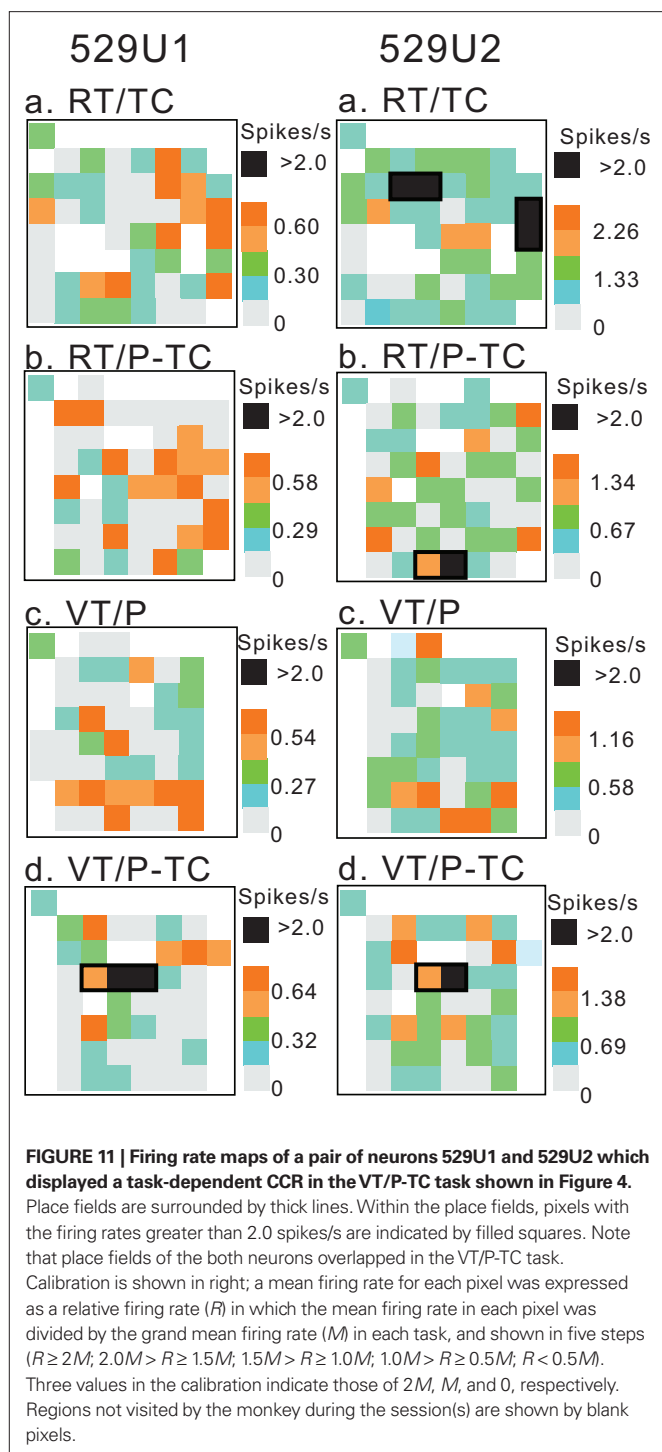 529U1
529U2
a. RT/TC
Spikes/s
>2.0
0.60
0.30
0
a. RT/TC
Spikes/s
>2.0
2.26
1.33
0
b. RT/P-TC
Spikes/s
>2.0
0.58
0.29
0
b. RT/P-TC
Spikes/s
>2.0
1.34
0.67
0
c. VT/P
Spikes/s
>2.0
0.54
0.27
0
c. VT/P
Spikes/s
>2.0
1.16
0.58
0
d. VT/P-TC
Spikes/s
>2.0
0.64
0.32
0
d. VT/P-TC
Spikes/s
>2.0
1.38
0.69
0
FIGURE 11 | Firing rate maps of a pair of neurons 529U1 and 529U2 which
displayed a task-dependent CCR in the VT/P-TC task shown in Figure 4.
Place fields are surrounded by thick lines. Within the place fields, pixels with
the firing rates greater than 2.0 spikes/s are indicated by filled squares. Note
that place fields of the both neurons overlapped in the VT/P-TC task.
Calibration is shown in right; a mean firing rate for each pixel was expressed
as a relative firing rate (R) in which the mean firing rate in each pixel was
divided by the grand mean firing rate (M) in each task, and shown in five steps
(R ≥ 2M; 2.0M > R ≥ 1.5M; 1.5M > R ≥ 1.0M; 1.0M > R ≥ 0.5M; R < 0.5M).
Three values in the calibration indicate those of 2M, M, and 0, respectively.
Regions not visited by the monkey during the session(s) are shown by blank
pixels.